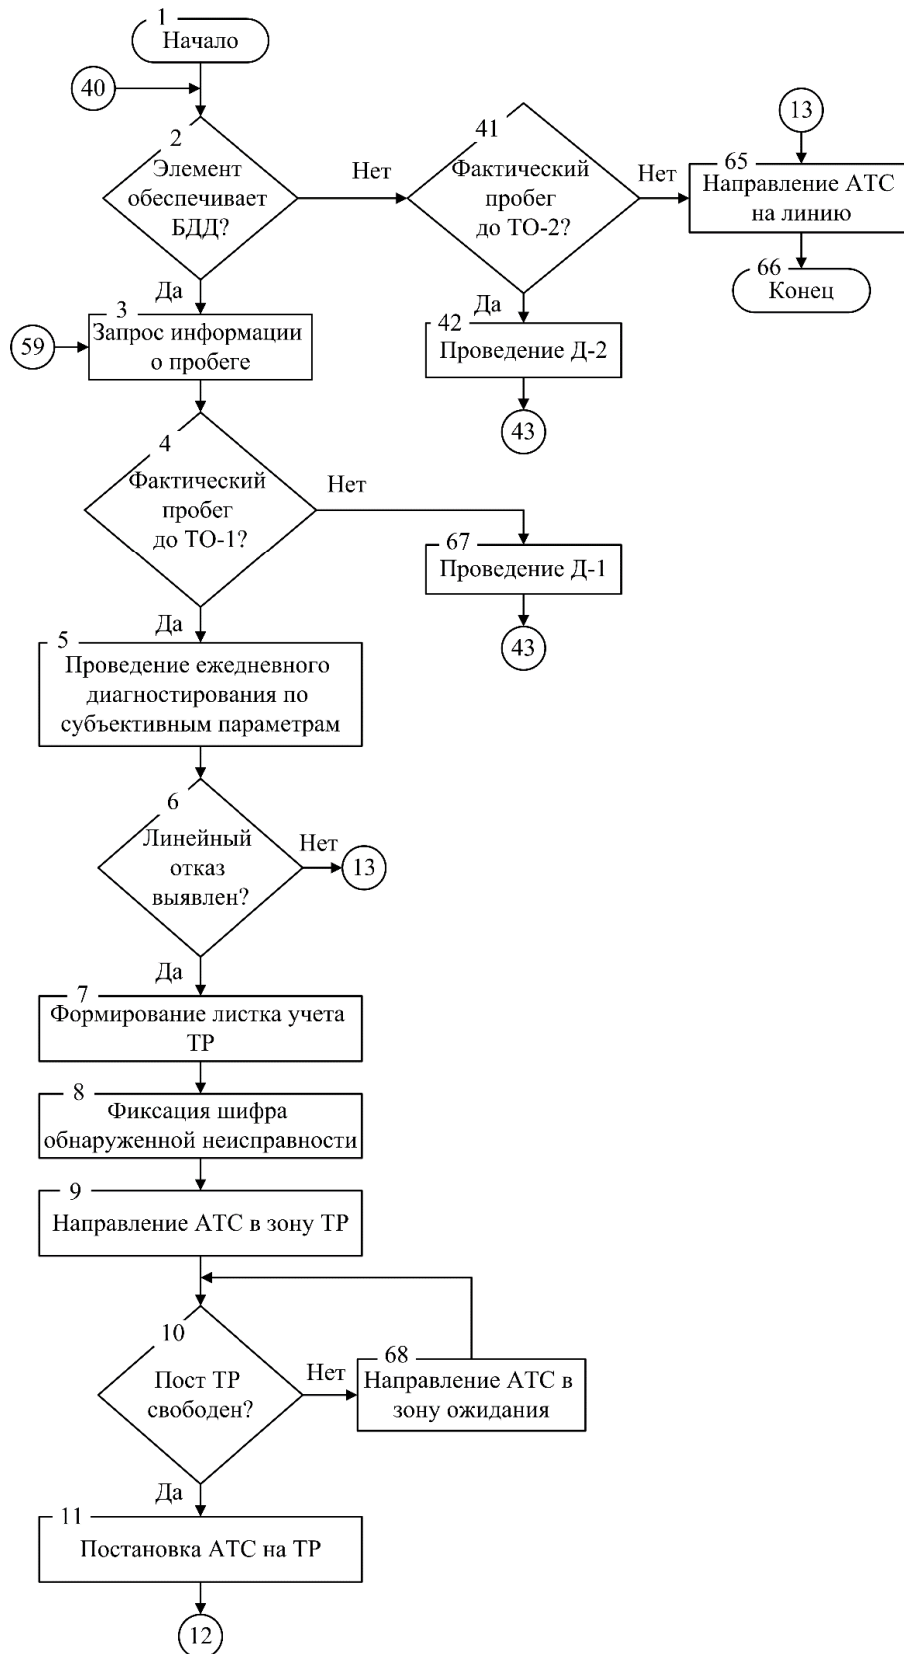 1
Начало
40
2
Элемент
обеспечивает
БДД?
Нет
41
Фактический
пробег
до ТО-2?
Нет
13
65
Направление АТС
на линию
66
Конец
Да
3
Запрос информации
о пробеге
59
Да
42
Проведение Д-2
43
4
Фактический
пробег
до ТО-1?
Нет
67
Проведение Д-1
43
Да
5
Проведение ежедневного
диагностирования по
субъективным параметрам
6
Линейный
отказ
выявлен?
Нет
13
Да
7
Формирование листка учета
ТР
8
Фиксация шифра
обнаруженной неисправности
9
Направление АТС в зону ТР
10
Пост ТР
свободен?
Нет
68
Направление АТС в
зону ожидания
Да
11
Постановка АТС на ТР
12